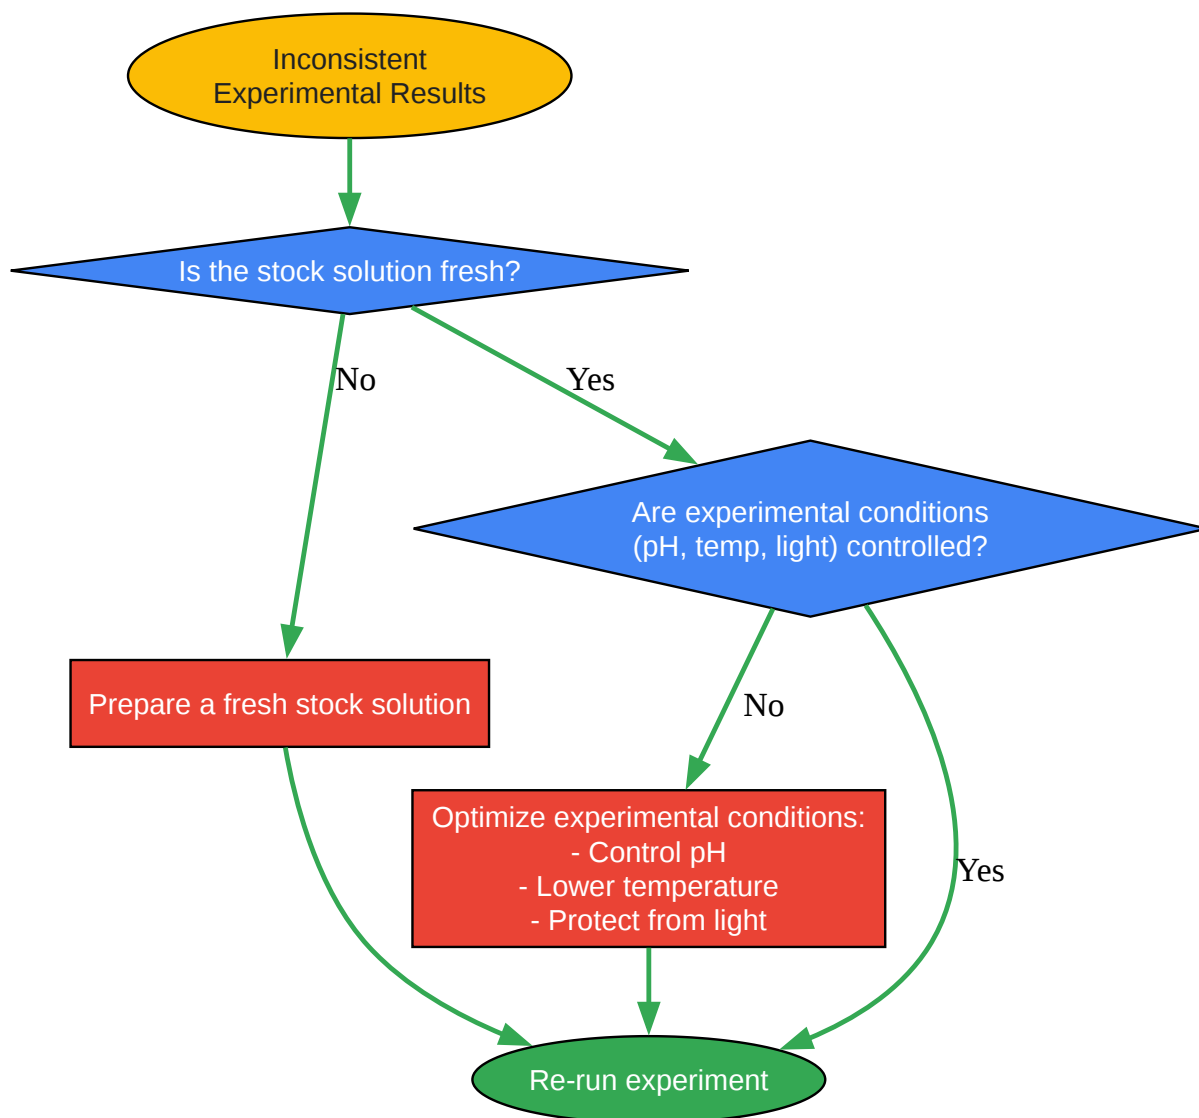 Inconsistent
Experimental Results
Is the stock solution fresh?
No
Yes
Are experimental conditions
(pH, temp, light) controlled?
Prepare a fresh stock solution
No
Optimize experimental conditions:
- Control pH
- Lower temperature
- Protect from light
Yes
Re-run experiment